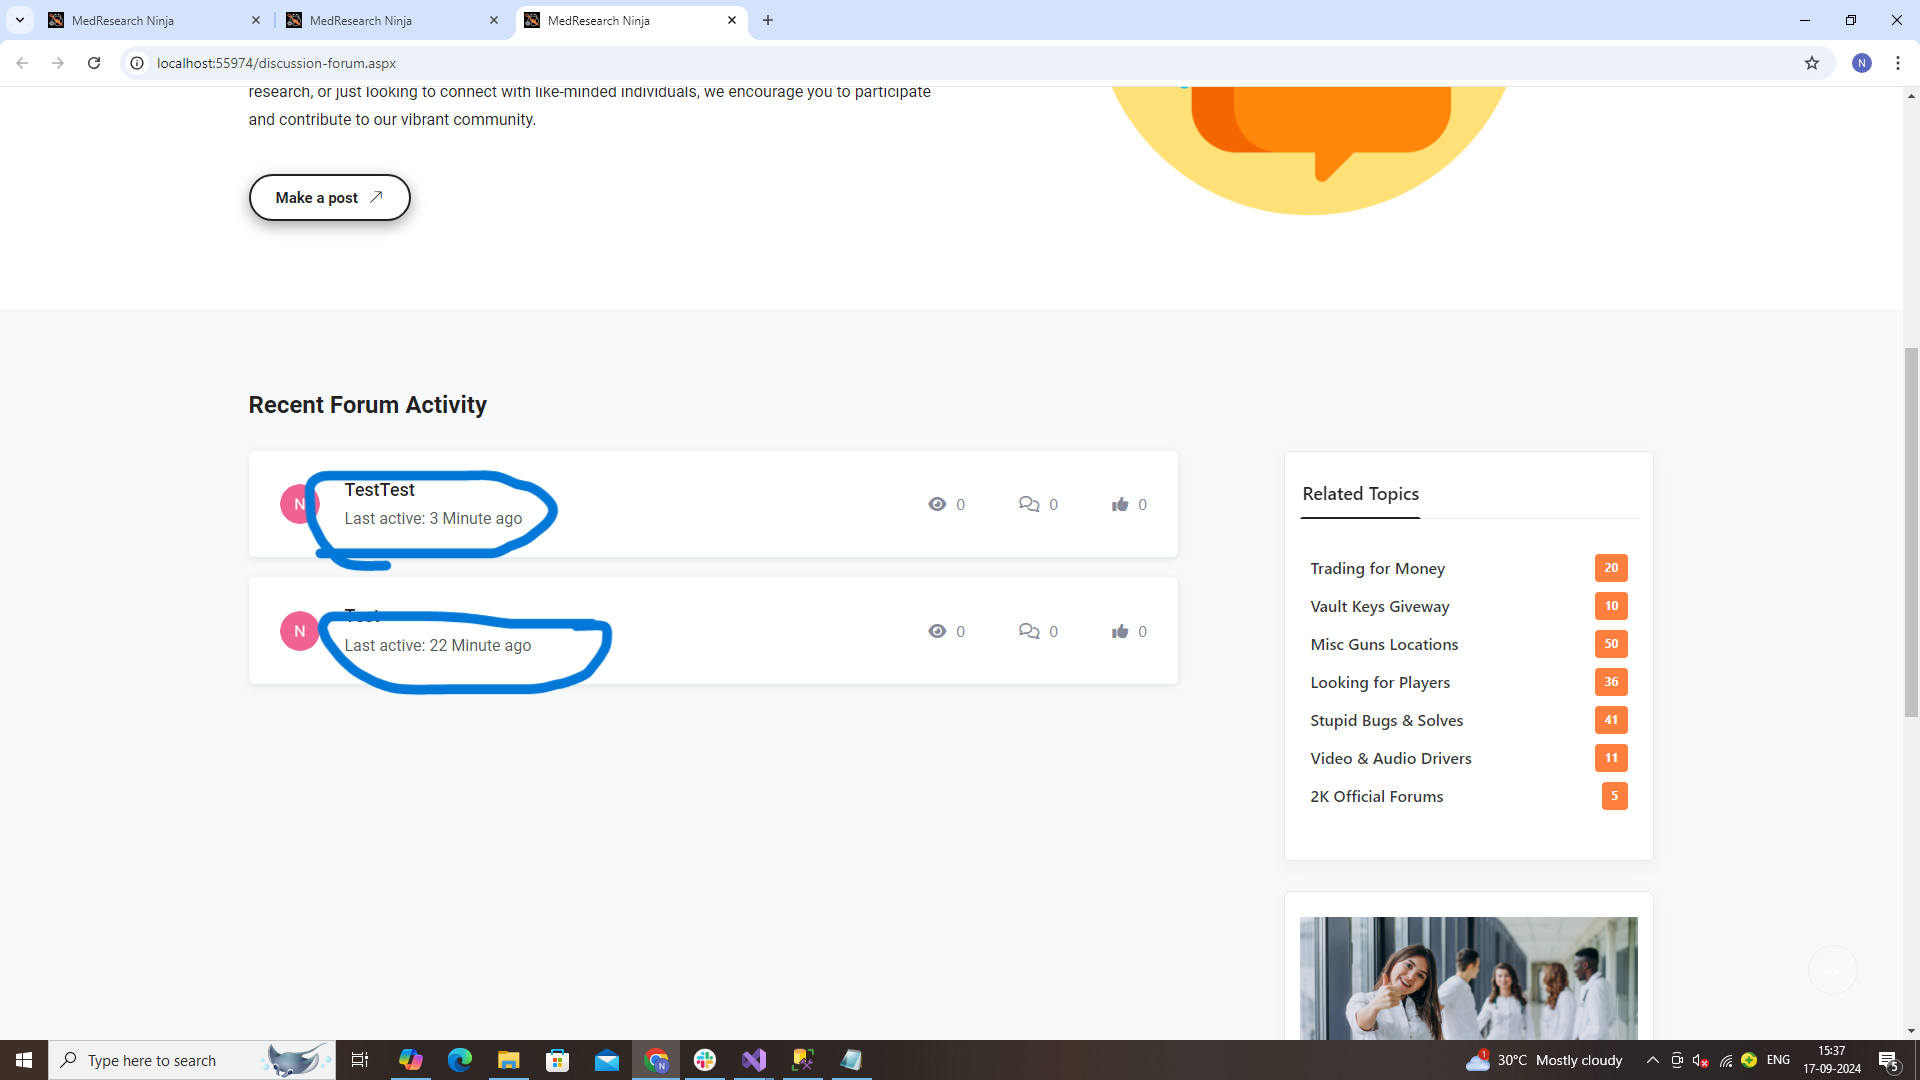 MedResearch Ninja
MedResearch Ninja
MedResearch Ninja
localhost:55974/discussion-forum.aspx
N
research, or just looking to connect with like-minded individuals, we encourage you to participate
and contribute to our vibrant community.
Make a post
Recent Forum Activity
N
TestTest
Last active: 3 Minute ago
0
0
0
N
Test
Last active: 22 Minute ago
0
0
0
Related Topics
Trading for Money 20
Vault Keys Giveway 10
Misc Guns Locations 50
Looking for Players 36
Stupid Bugs & Solves 41
Video & Audio Drivers 11
2K Official Forums 5
Type here to search
N
1
30°C Mostly cloudy
ENG
15:37
17-09-2024
5